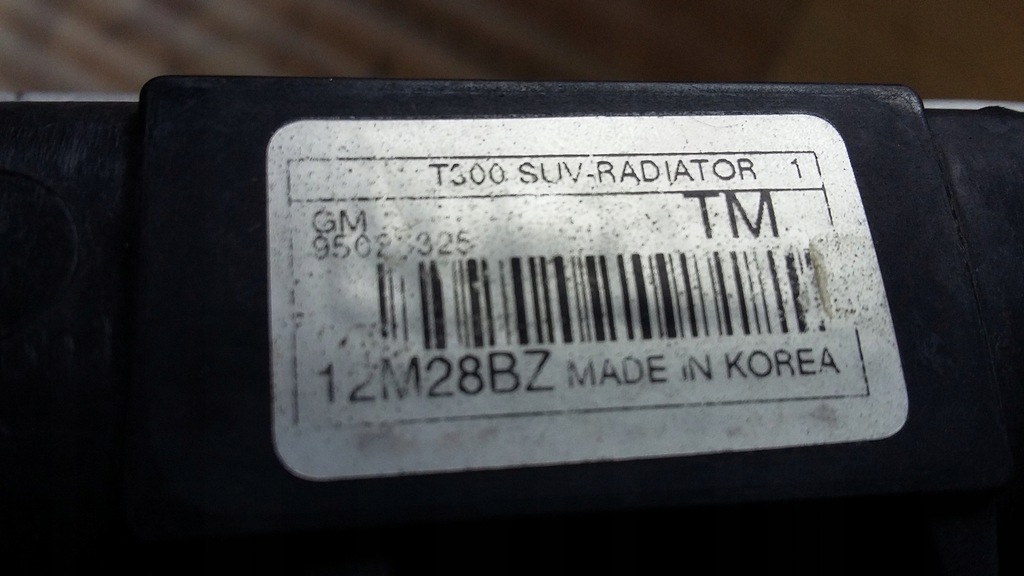 T300 SUV-RADIATOR 1
GM
TM
12M28BZ MADE IN KOREA